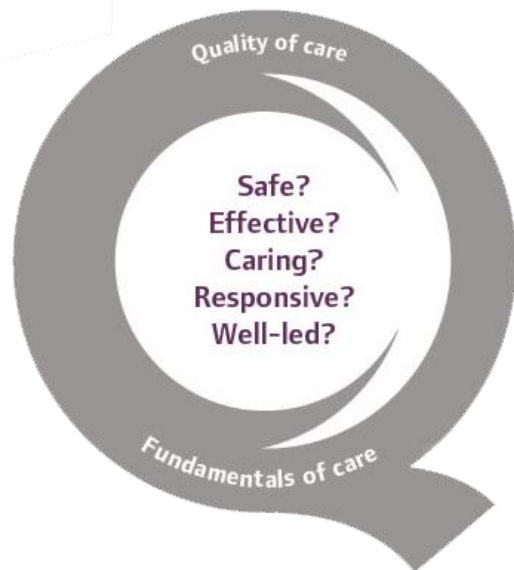 Quality of care
Safe?
Effective?
Caring?
Responsive?
Well-led?
Fundamentals of care